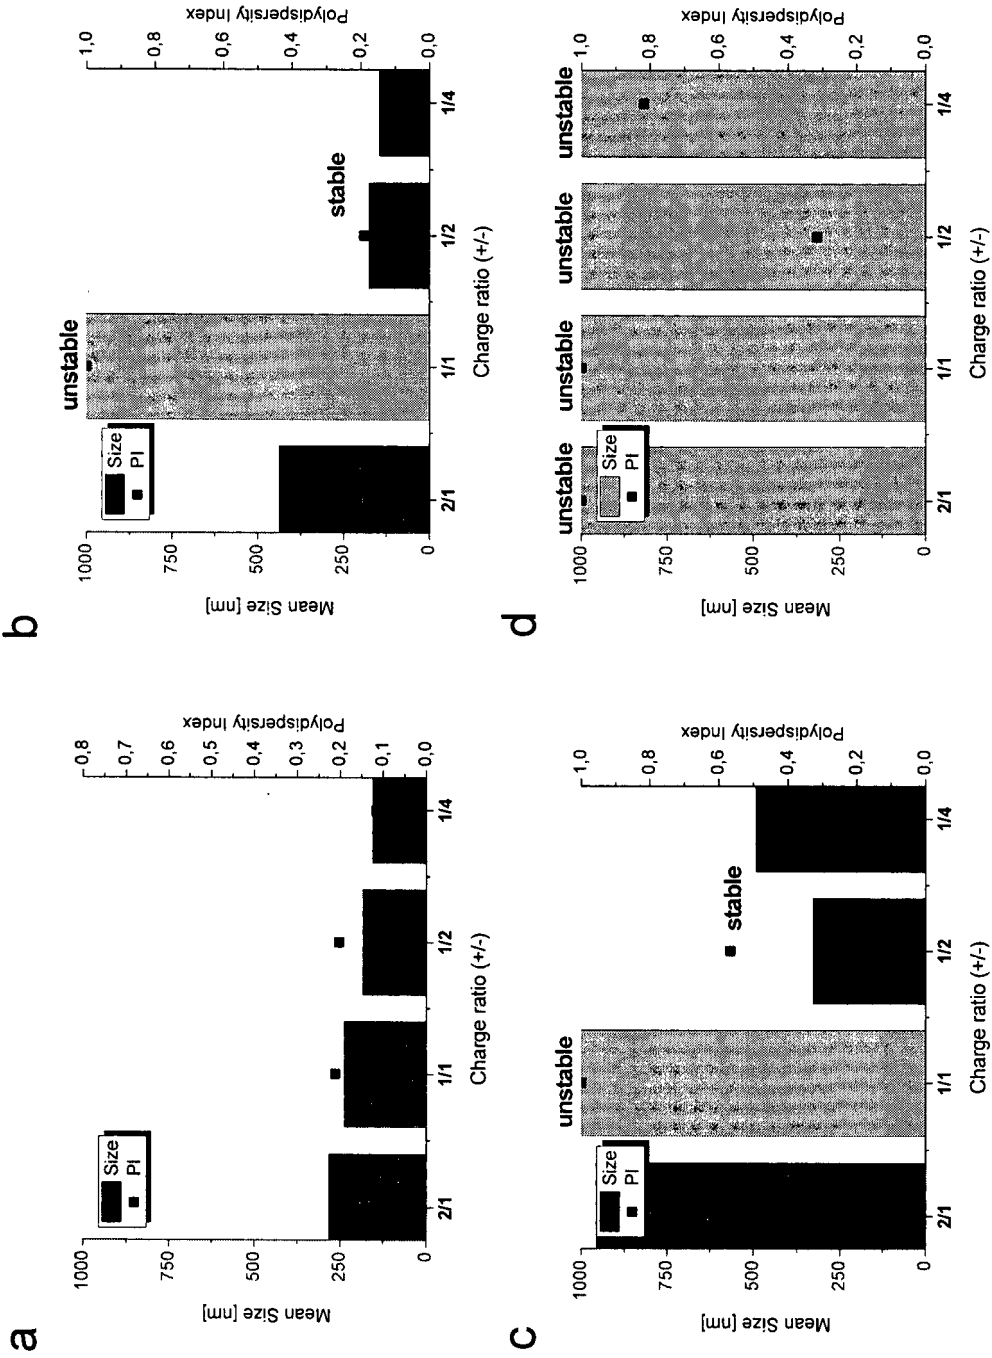 a
Mean Size [nm]
1000
750
500
250
0
Size
PI
0,8
0,7
0,6
0,5
0,4
0,3
0,2
0,1
0,0
Polydispersity Index
2/1
1/1
1/2
1/4
Charge ratio (+/-)
b
Mean Size [nm]
1000
750
500
250
0
Size
PI
unstable
stable
1,0
0,8
0,6
0,4
0,2
0,0
Polydispersity Index
2/1
1/1
1/2
1/4
Charge ratio (+/-)
c
Mean Size [nm]
1000
750
500
250
0
Size
PI
unstable
stable
1,0
0,8
0,6
0,4
0,2
0,0
Polydispersity Index
2/1
1/1
1/2
1/4
Charge ratio (+/-)
d
Mean Size [nm]
1000
750
500
250
0
Size
PI
unstable
unstable
unstable
unstable
1,0
0,8
0,6
0,4
0,2
0,0
Polydispersity Index
2/1
1/1
1/2
1/4
Charge ratio (+/-)